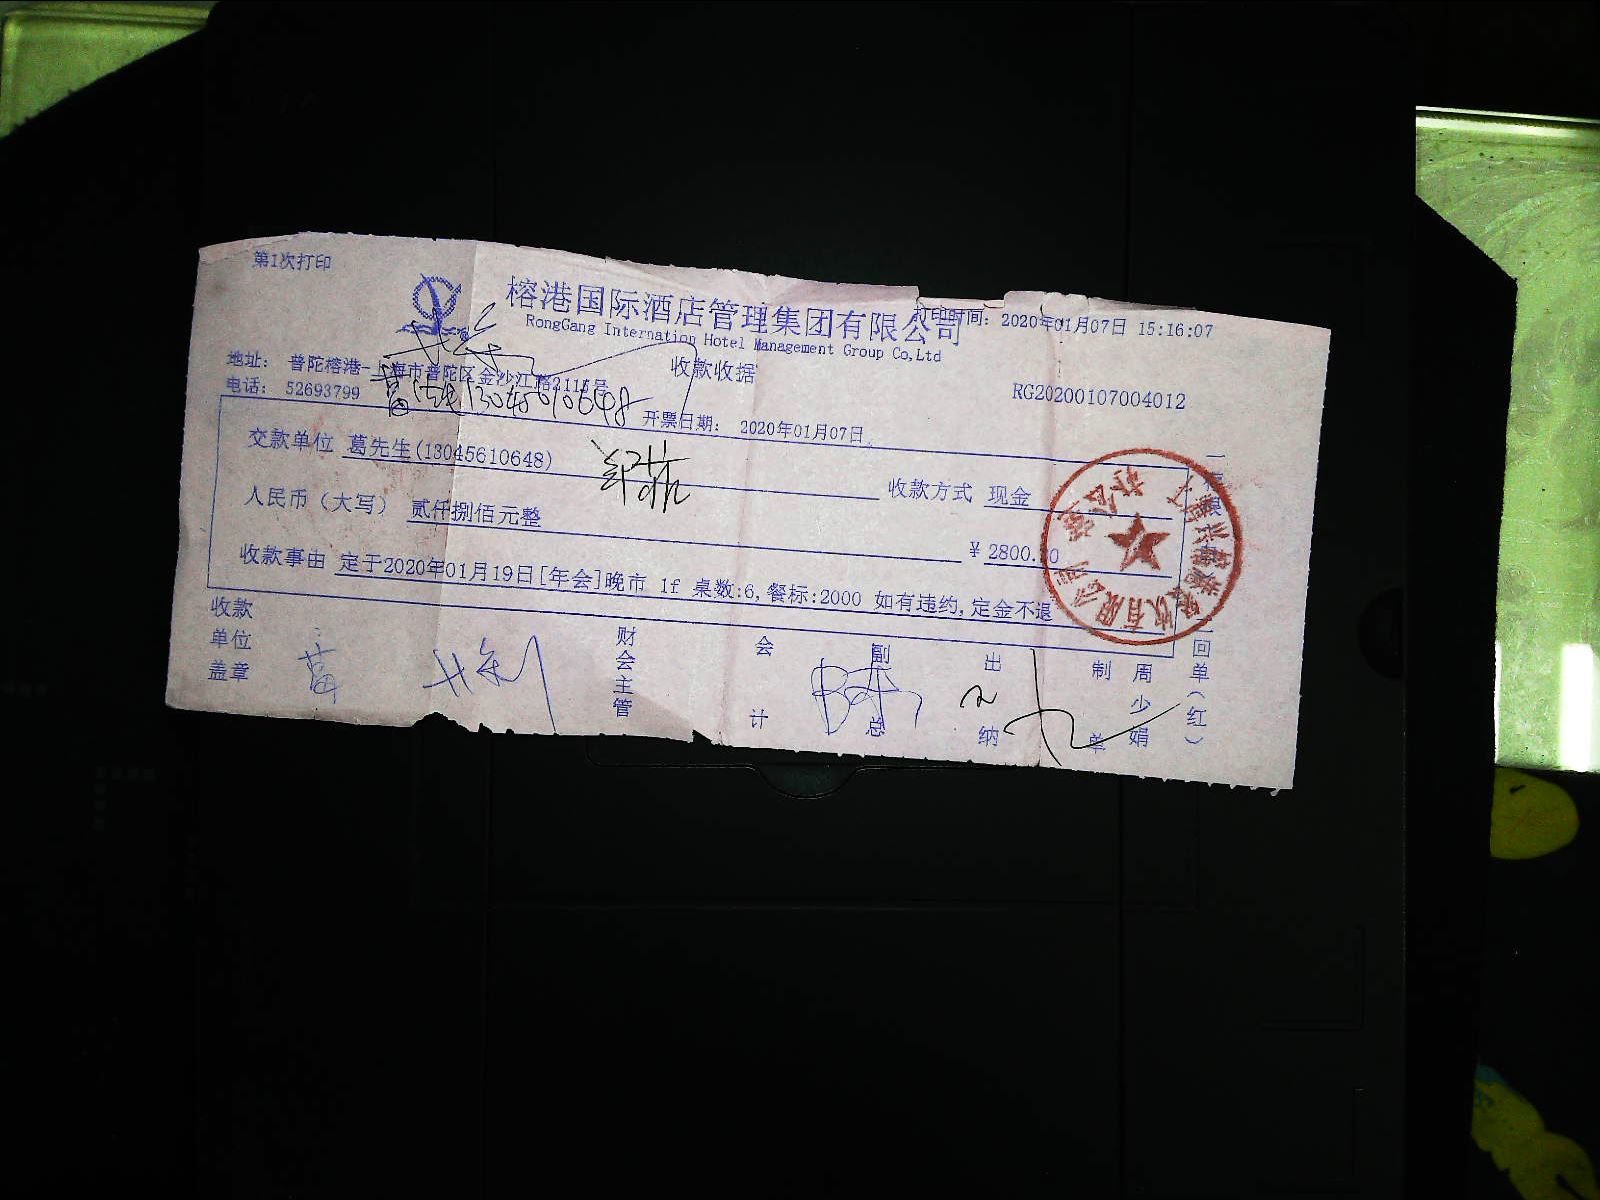 第1次打印
榕港国际酒店管理集团有限公司
打印时间: 2020年01月07日 15:16:07
RongGang Internation Hotel Management Group Co,Ltd
收款收据
地址: 普陀榕港-上海市普陀区金沙江路2115号
RG20200107004012
电话: 52693799
13045610648
开票日期: 2020年01月07日
交款单位 葛先生(13045610648)
收款方式 现金
人民币（大写） 贰仟捌佰元整
¥ 2800.00
收款事由 定于2020年01月19日[年会]晚市 1f 桌数:6,餐标:2000 如有违约,定金不退
收款单位盖章
财会主管
会计
副总
出纳
制单
周少娟
回单(红)